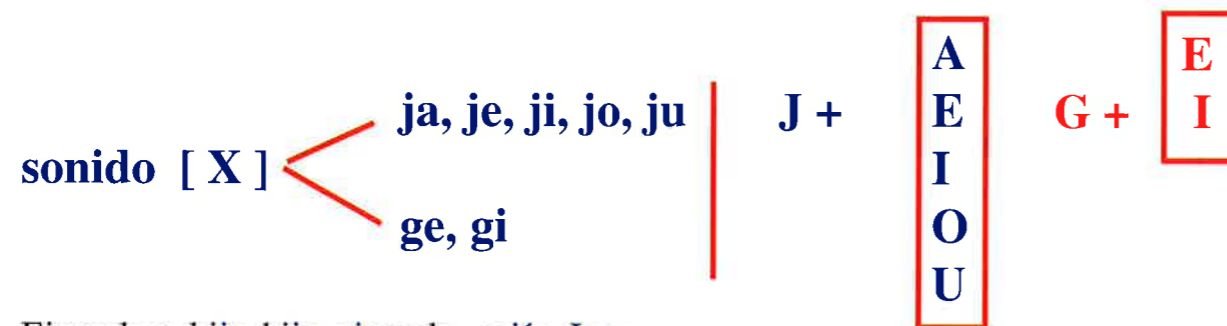 sonido [ X ]
ja, je, ji, jo, ju
ge, gi
J +
A
E
I
O
U
G +
E
I